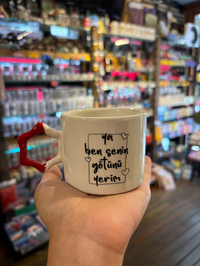 ya
ben senin
götünü
yerim